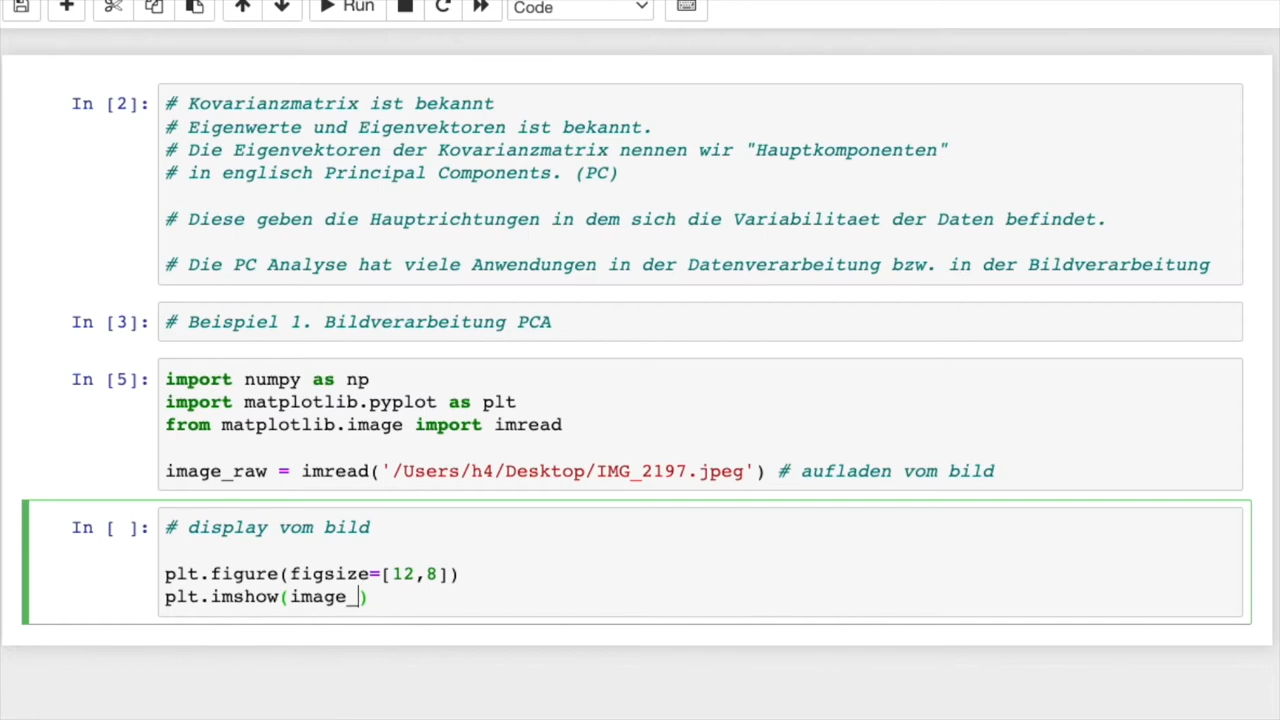 Run
Code
In [2]:
# Kovarianzmatrix ist bekannt
# Eigenwerte und Eigenvektoren ist bekannt.
# Die Eigenvektoren der Kovarianzmatrix nennen wir "Hauptkomponenten"
# in englisch Principal Components. (PC)
# Diese geben die Hauptrichtungen in dem sich die Variabilitaet der Daten befindet.
# Die PC Analyse hat viele Anwendungen in der Datenverarbeitung bzw. in der Bildverarbeitung
In [3]:
# Beispiel 1. Bildverarbeitung PCA
In [5]:
import numpy as np
import matplotlib.pyplot as plt
from matplotlib.image import imread
image_raw = imread('/Users/h4/Desktop/IMG_2197.jpeg') # aufladen vom bild
In [ ]:
# display vom bild
plt.figure(figsize=[12,8])
plt.imshow(image_)